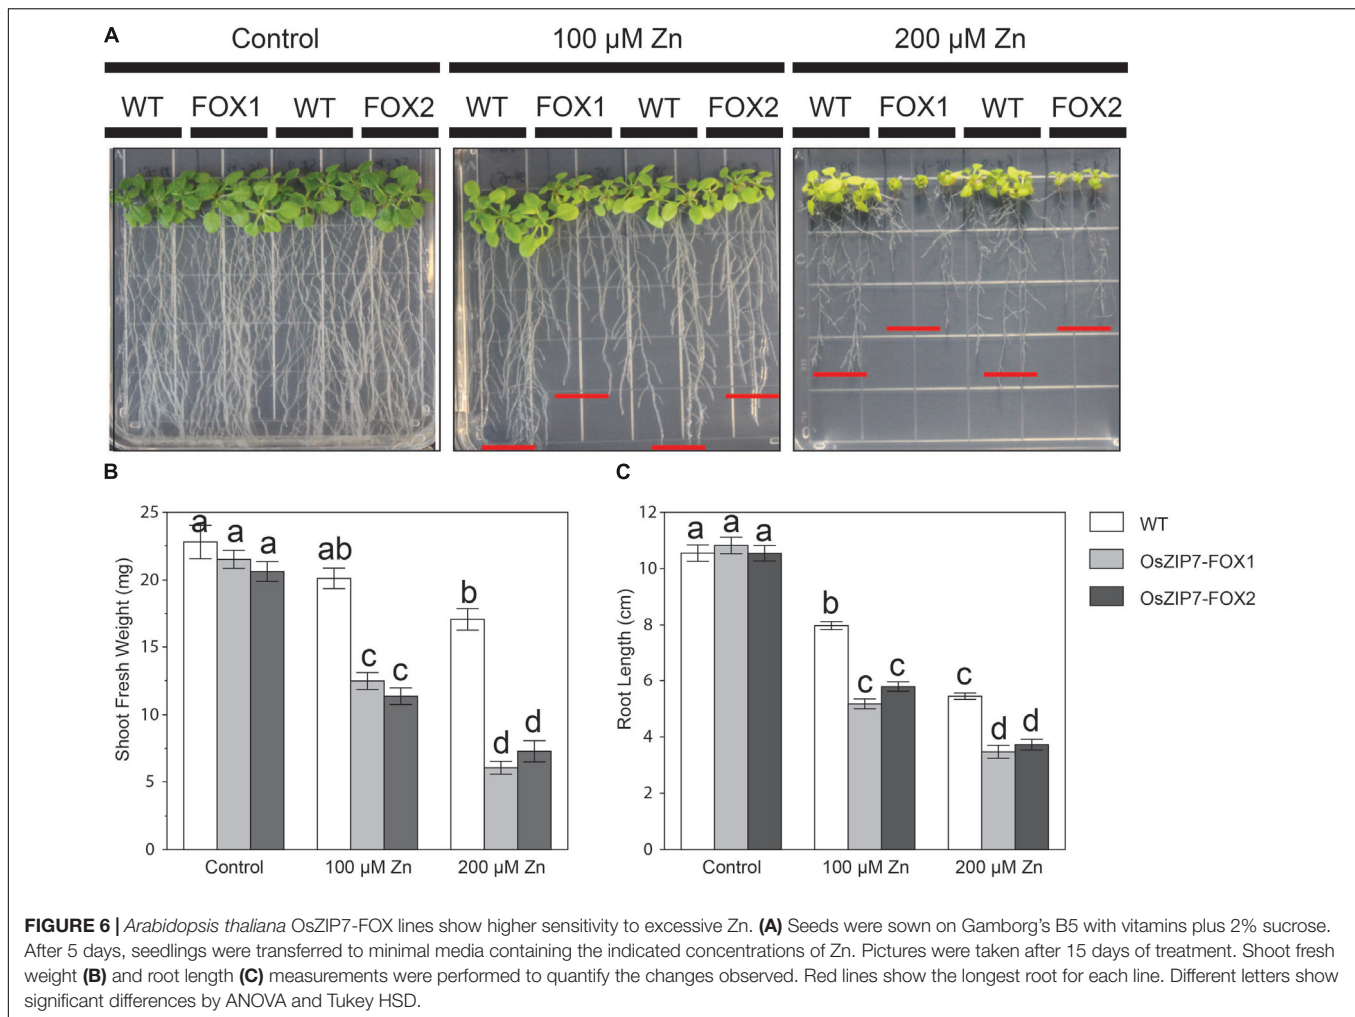 A
Control 100 µM Zn 200 µM Zn
WT FOX1 WT FOX2 WT FOX1 WT FOX2 WT FOX1 WT FOX2
B
Shoot Fresh Weight (mg)
25
20
15
10
5
0
a a a ab c c b d d
Control 100 µM Zn 200 µM Zn
C
Root Length (cm)
12
10
8
6
4
2
0
a a a b c c c d d
Control 100 µM Zn 200 µM Zn
WT
OsZIP7-FOX1
OsZIP7-FOX2
FIGURE 6 | Arabidopsis thaliana OsZIP7-FOX lines show higher sensitivity to excessive Zn. (A) Seeds were sown on Gamborg's B5 with vitamins plus 2% sucrose.
After 5 days, seedlings were transferred to minimal media containing the indicated concentrations of Zn. Pictures were taken after 15 days of treatment. Shoot fresh
weight (B) and root length (C) measurements were performed to quantify the changes observed. Red lines show the longest root for each line. Different letters show
significant differences by ANOVA and Tukey HSD.